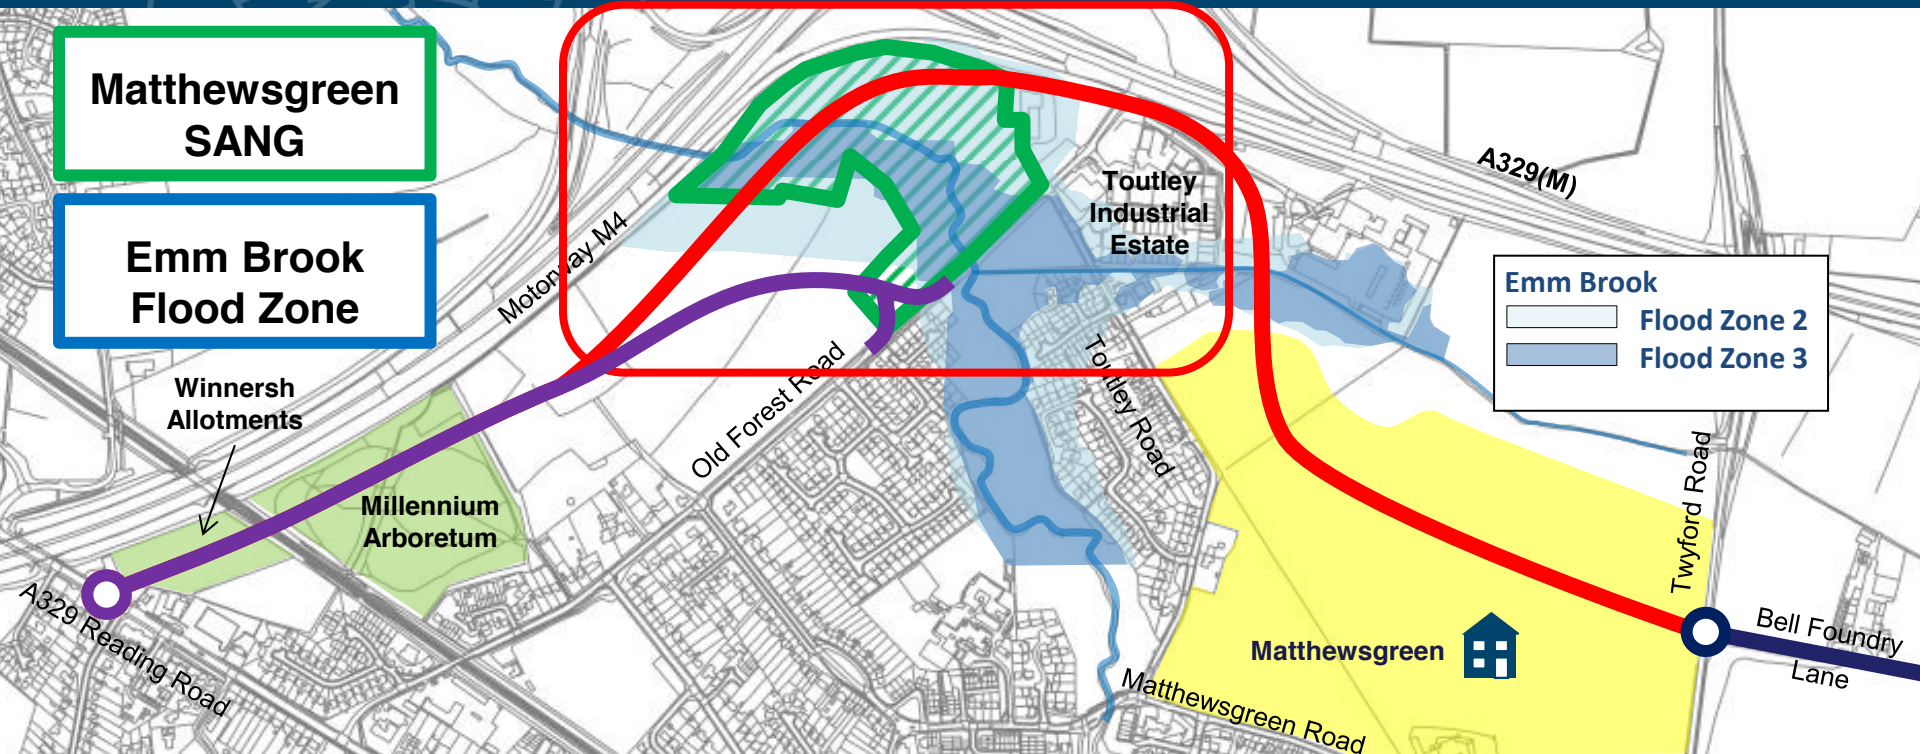 Matthewsgreen
SANG
Emm Brook
Flood Zone
Motorway M4
A329(M)
Toutley
Industrial
Estate
Emm Brook
Flood Zone 2
Flood Zone 3
Winnersh
Allotments
Millennium
Arboretum
Old Forest Road
Toutley Road
Twyford Road
A329 Reading Road
Matthewsgreen
Bell Foundry
Lane
Matthewsgreen Road